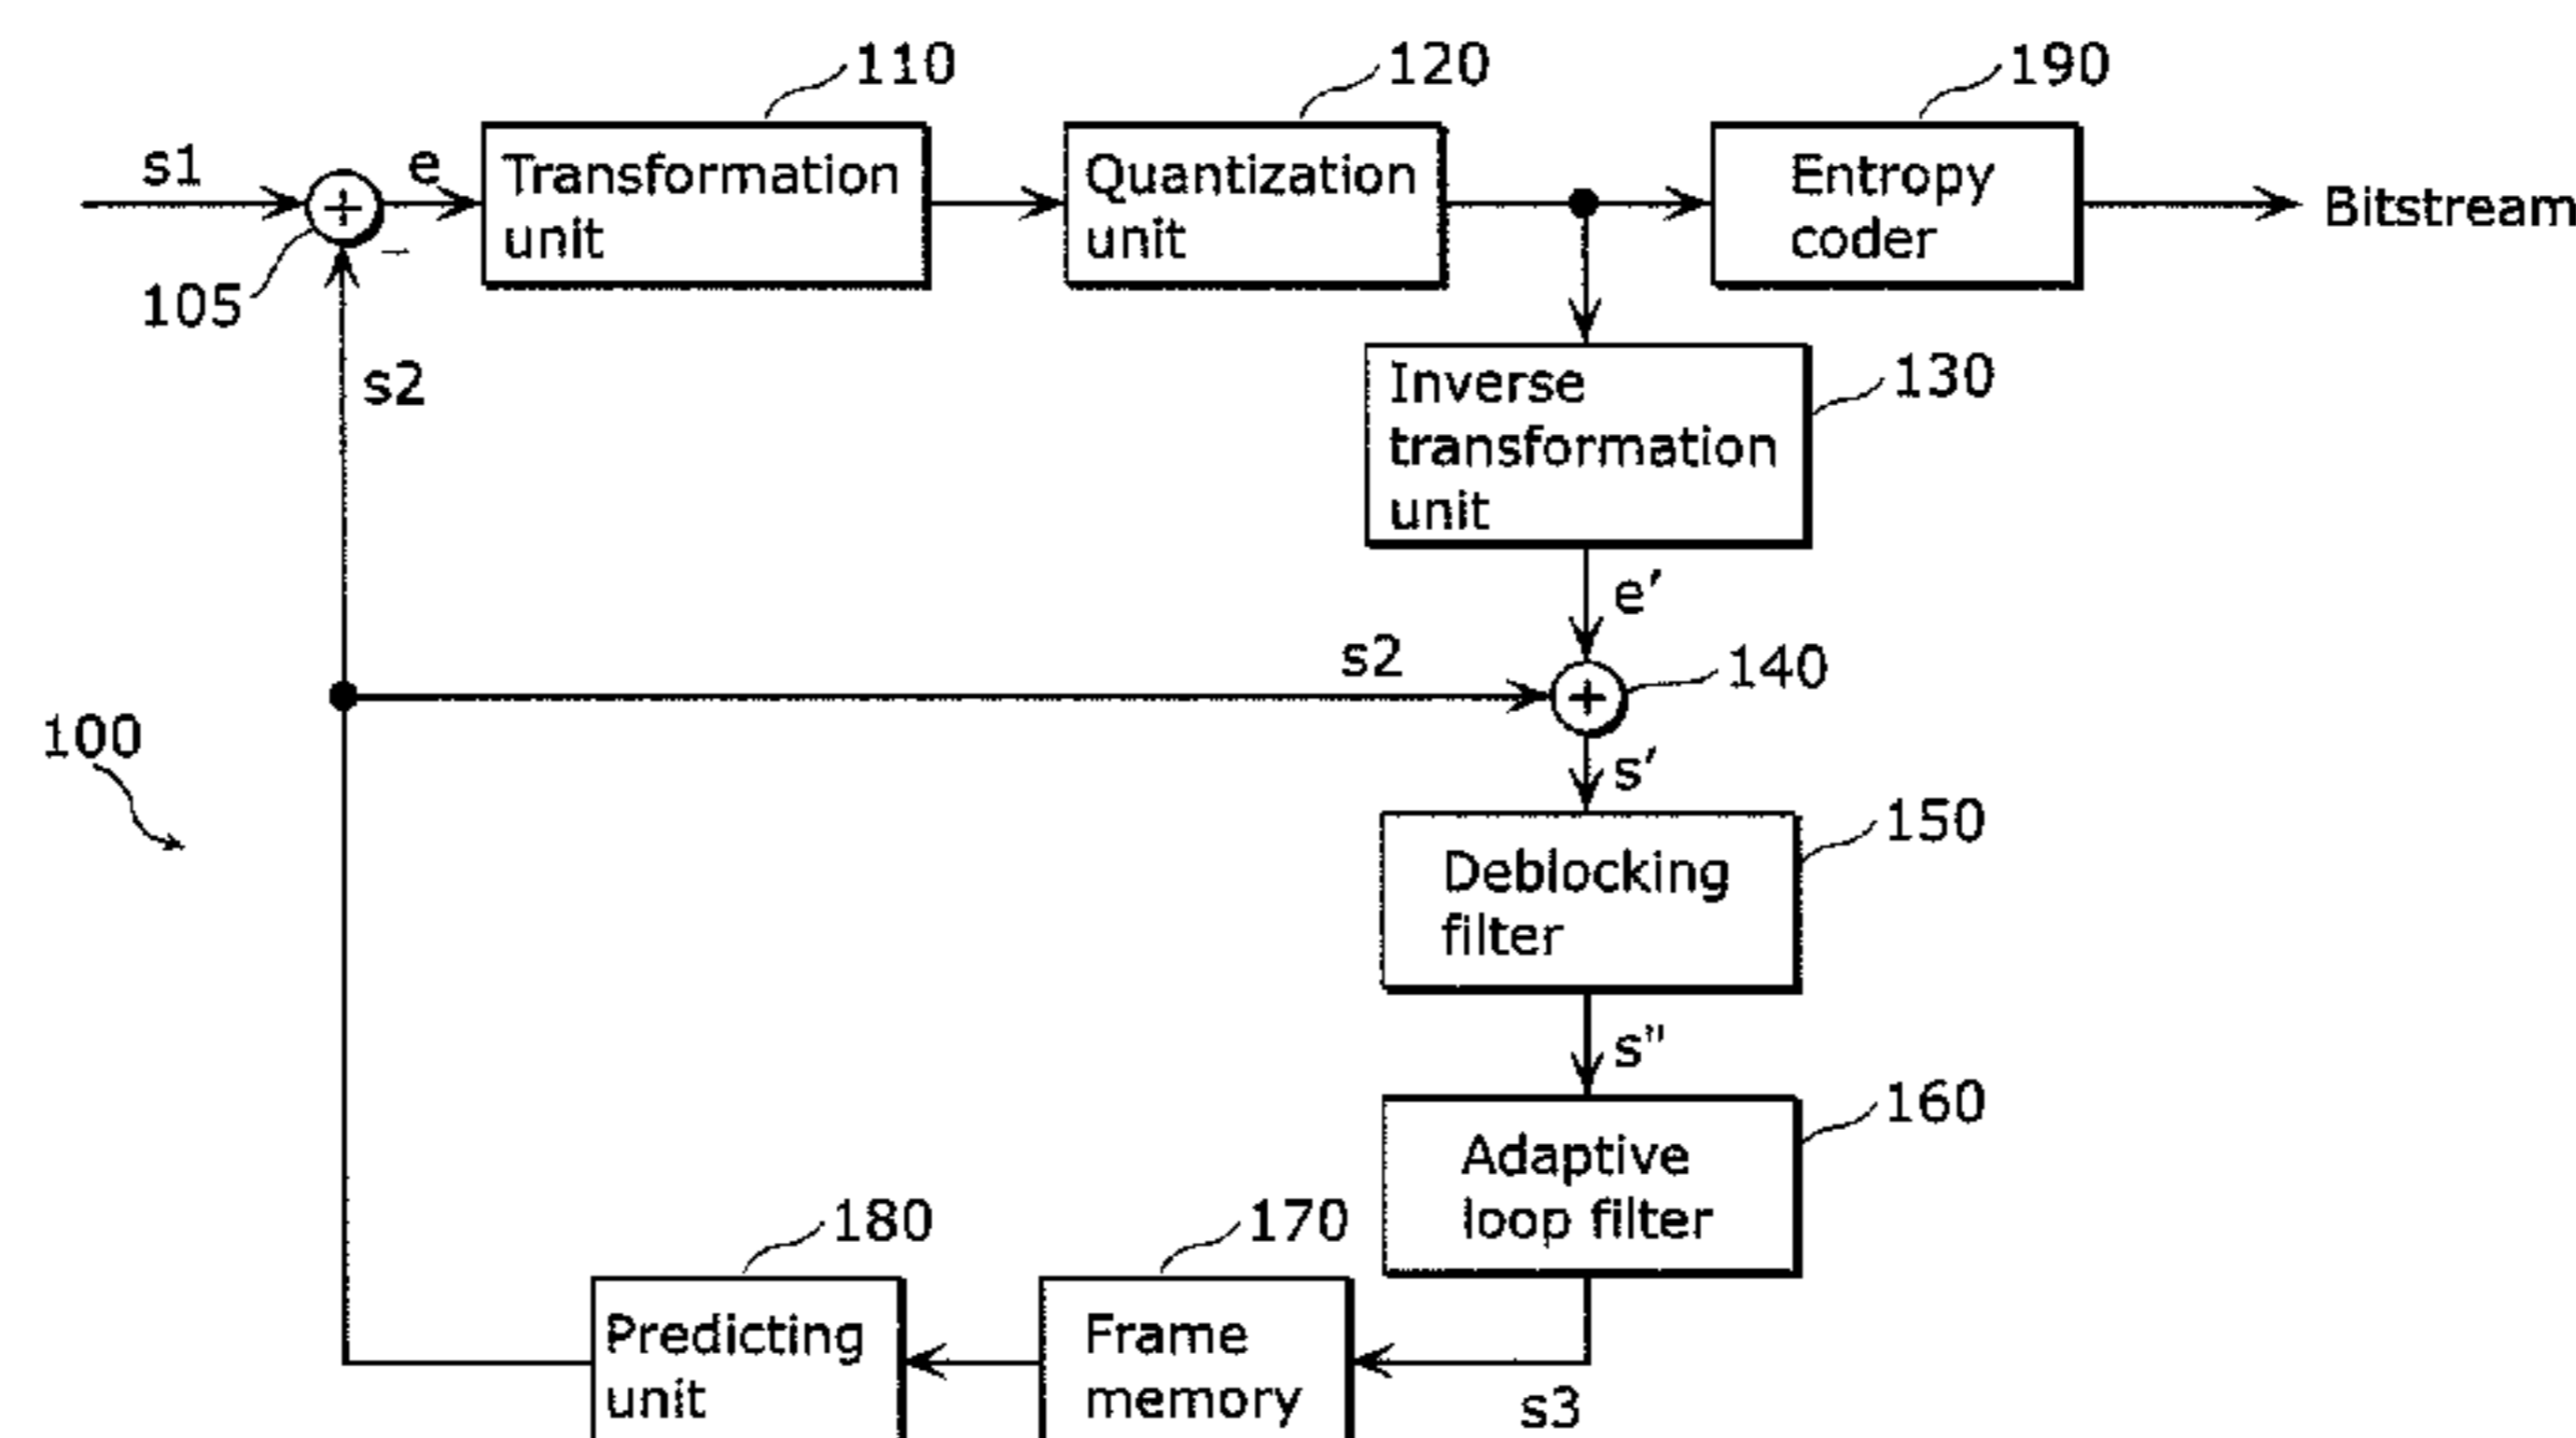 110
120
190
s1
e
+
Transformation
unit
Quantization
unit
Entropy
coder
Bitstream
−
105
s2
Inverse
transformation
unit
130
e′
s2
+
140
100
s′
Deblocking
filter
150
s"
Adaptive
loop filter
160
180
170
Predicting
unit
Frame
memory
s3